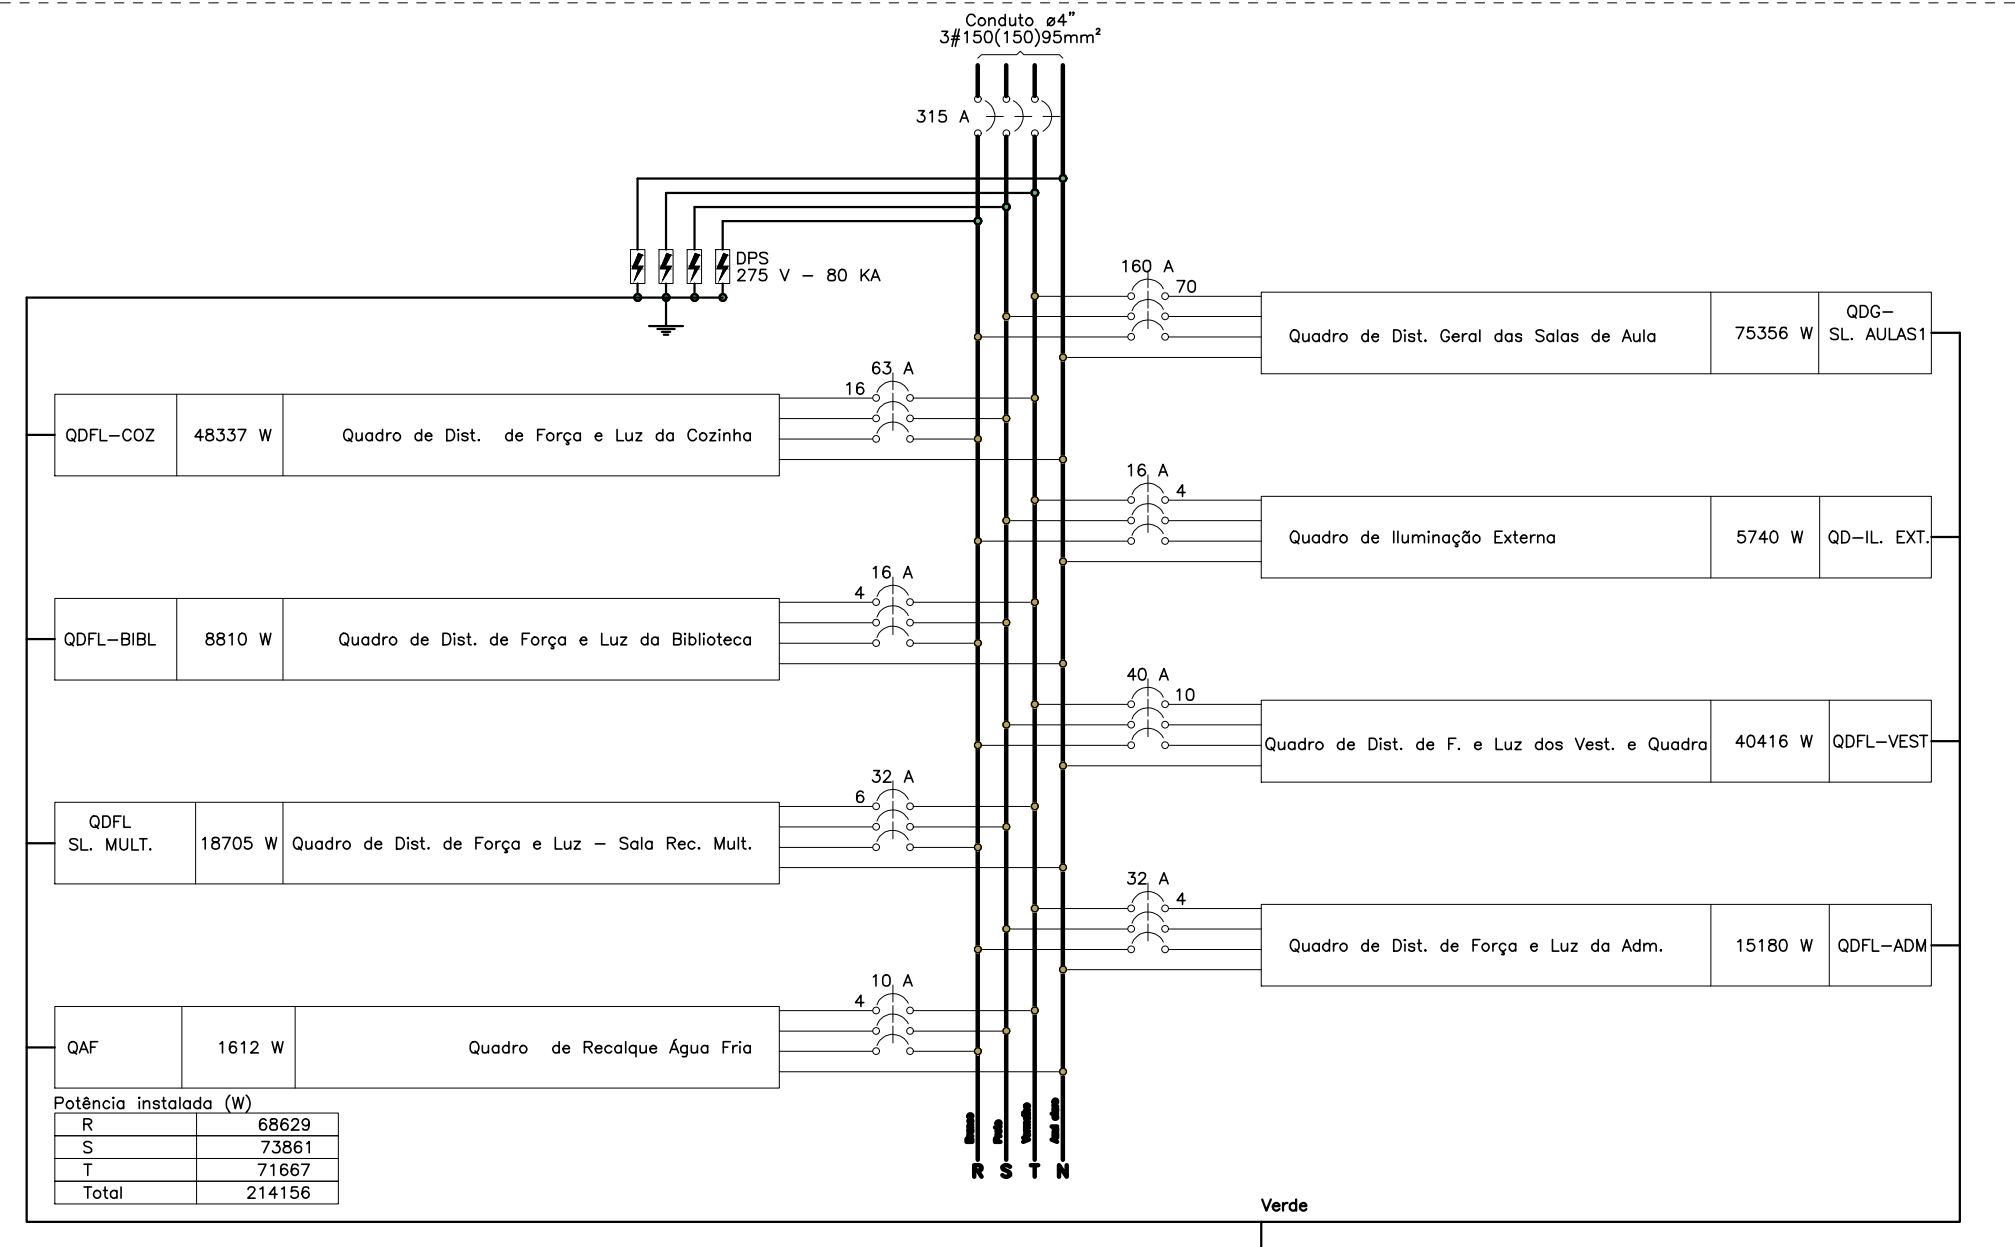 Conduto ø4"
3#150(150)95mm²
315 A
DPS
275 V – 80 KA
160 A
70
Quadro de Dist. Geral das Salas de Aula
75356 W
QDG–
SL. AULAS1
63 A
16
QDFL–COZ
48337 W
Quadro de Dist. de Força e Luz da Cozinha
16 A
4
Quadro de Iluminação Externa
5740 W
QD–IL. EXT.
16 A
4
QDFL–BIBL
8810 W
Quadro de Dist. de Força e Luz da Biblioteca
40 A
10
Quadro de Dist. de F. e Luz dos Vest. e Quadra
40416 W
QDFL–VEST
32 A
6
QDFL
SL. MULT.
18705 W
Quadro de Dist. de Força e Luz – Sala Rec. Mult.
32 A
4
Quadro de Dist. de Força e Luz da Adm.
15180 W
QDFL–ADM
10 A
4
QAF
1612 W
Quadro de Recalque Água Fria
Potência instalada (W)
R 68629
S 73861
T 71667
Total 214156
Branco
Preto
Vermelho
Azul claro
R S T N
Verde